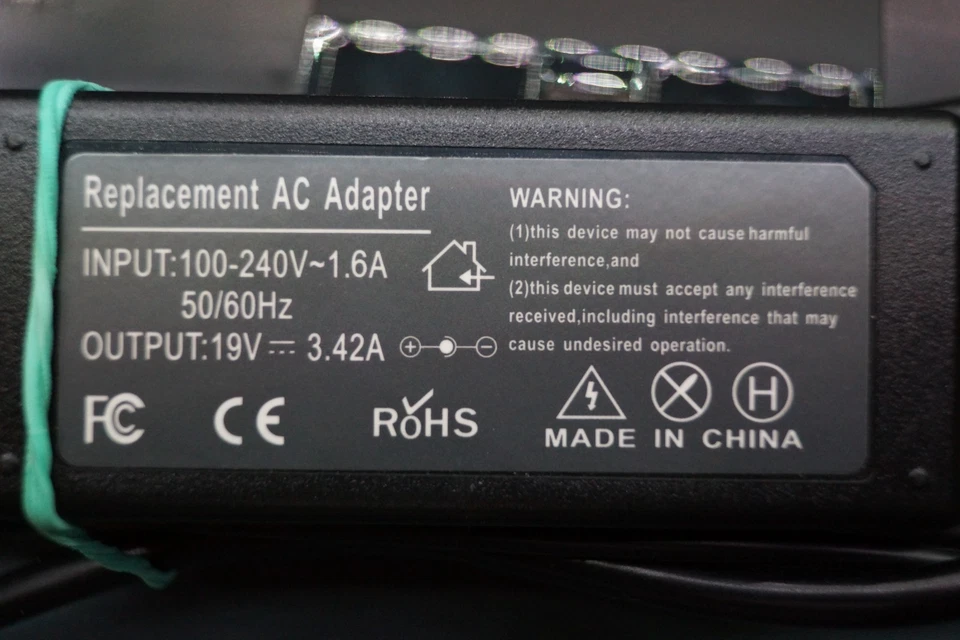 Replacement AC Adapter
INPUT:100-240V~1.6A
50/60Hz
OUTPUT:19V⎓3.42A
+ -
FC CE RoHS
WARNING:
(1)this device may not cause harmful
interference,and
(2)this device must accept any interference
received,including interference that may
cause undesired operation.
H
MADE IN CHINA